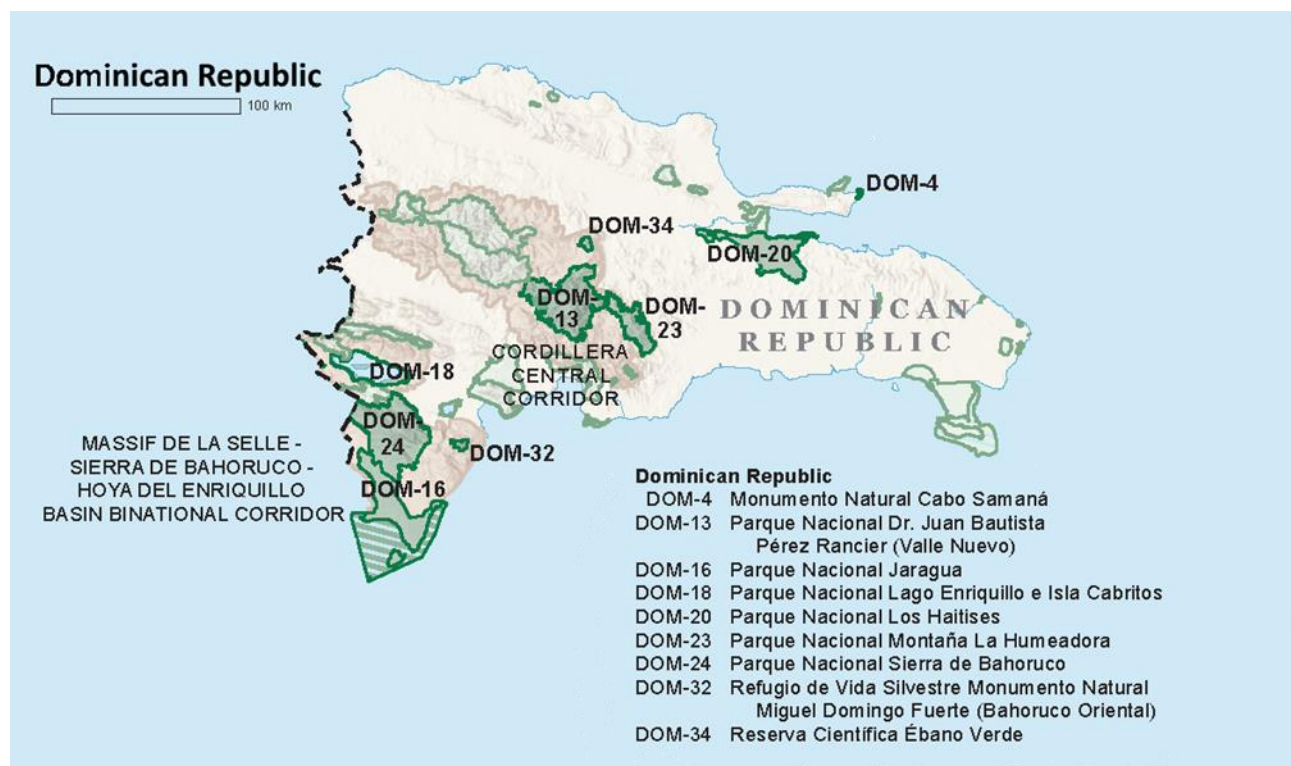 Dominican Republic
100 km
DOM-4
DOM-34
DOM-20
DOM-
13
DOM-
23
DOMINICAN
REPUBLIC
CORDILLERA
CENTRAL
CORRIDOR
DOM-18
DOM-
24
DOM-32
DOM-16
MASSIF DE LA SELLE -
SIERRA DE BAHORUCO -
HOYA DEL ENRIQUILLO
BASIN BINATIONAL CORRIDOR
Dominican Republic
DOM-4 Monumento Natural Cabo Samaná
DOM-13 Parque Nacional Dr. Juan Bautista
Pérez Rancier (Valle Nuevo)
DOM-16 Parque Nacional Jaragua
DOM-18 Parque Nacional Lago Enriquillo e Isla Cabritos
DOM-20 Parque Nacional Los Haitises
DOM-23 Parque Nacional Montaña La Humeadora
DOM-24 Parque Nacional Sierra de Bahoruco
DOM-32 Refugio de Vida Silvestre Monumento Natural
Miguel Domingo Fuerte (Bahoruco Oriental)
DOM-34 Reserva Científica Ébano Verde